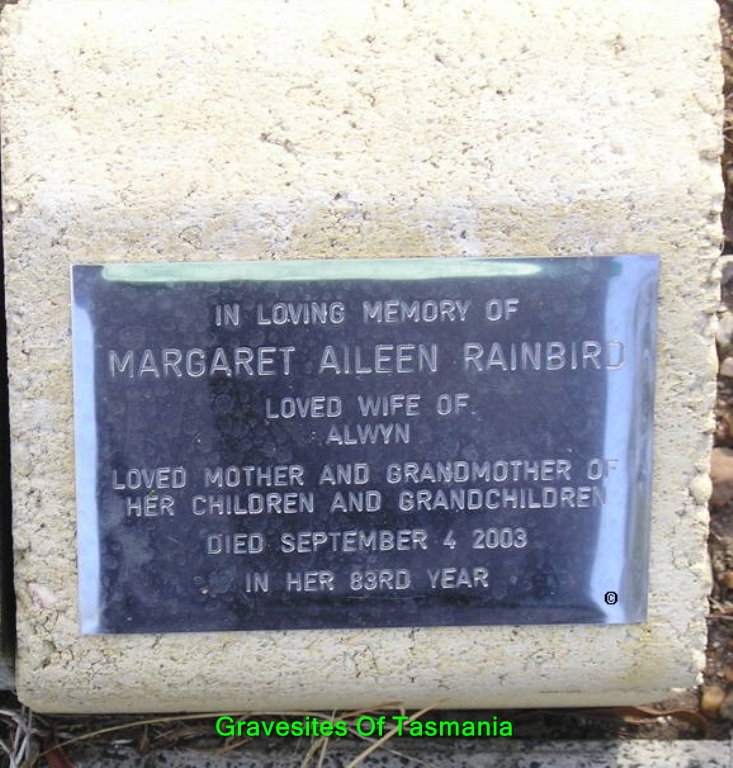 IN LOVING MEMORY OF
MARGARET AILEEN RAINBIRD
LOVED WIFE OF
ALWYN
LOVED MOTHER AND GRANDMOTHER OF
HER CHILDREN AND GRANDCHILDREN
DIED SEPTEMBER 4 2003
IN HER 83RD YEAR
©
Gravesites Of Tasmania